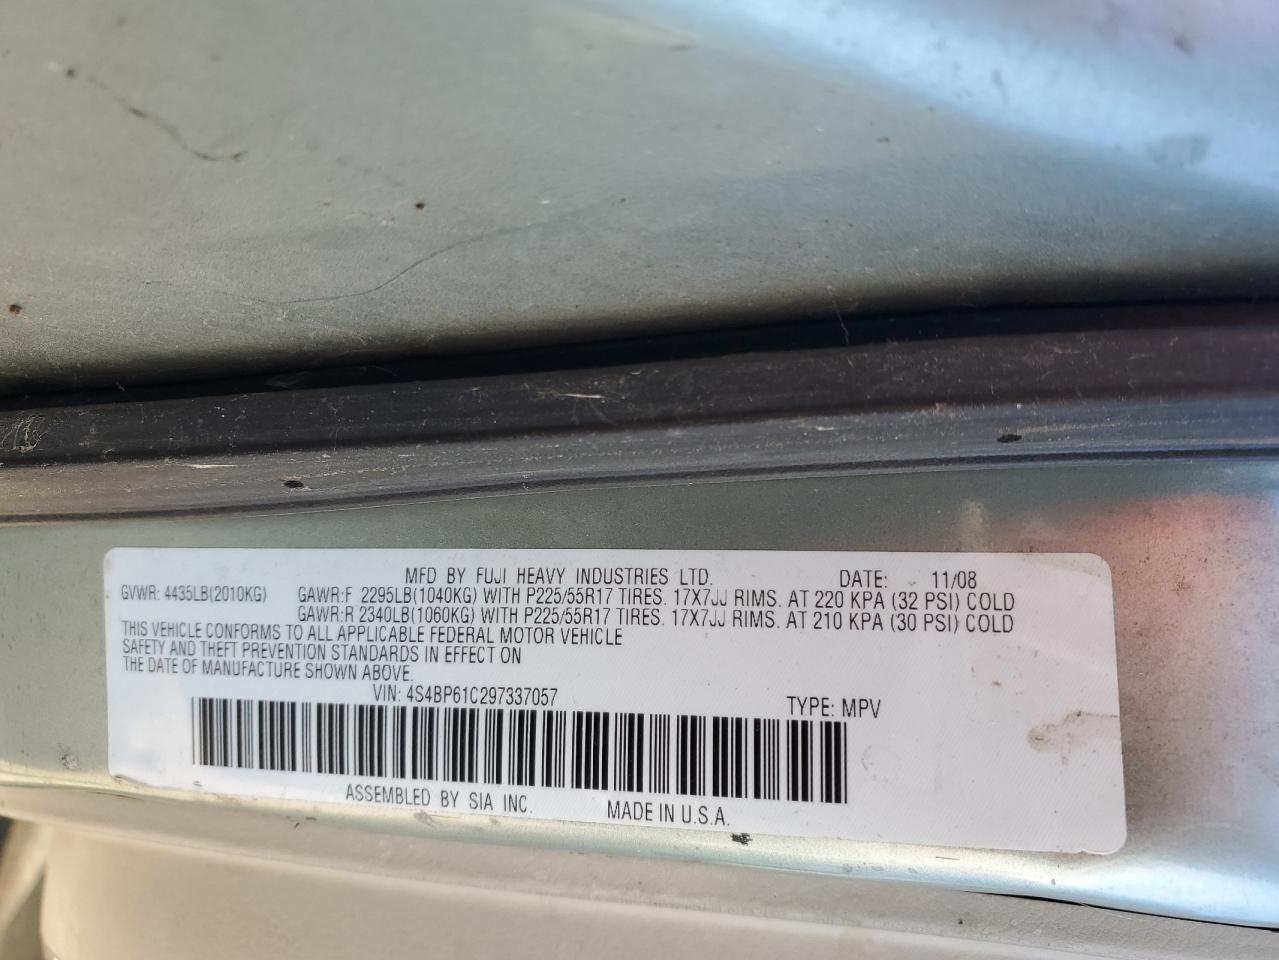 MFD BY FUJI HEAVY INDUSTRIES LTD. DATE: 11/08
GVWR: 4435LB(2010KG) GAWR:F 2295LB(1040KG) WITH P225/55R17 TIRES. 17X7JJ RIMS. AT 220 KPA (32 PSI) COLD
GAWR:R 2340LB(1060KG) WITH P225/55R17 TIRES. 17X7JJ RIMS. AT 210 KPA (30 PSI) COLD
THIS VEHICLE CONFORMS TO ALL APPLICABLE FEDERAL MOTOR VEHICLE
SAFETY AND THEFT PREVENTION STANDARDS IN EFFECT ON
THE DATE OF MANUFACTURE SHOWN ABOVE.
VIN: 4S4BP61C297337057 TYPE: MPV
ASSEMBLED BY SIA INC. MADE IN U.S.A.